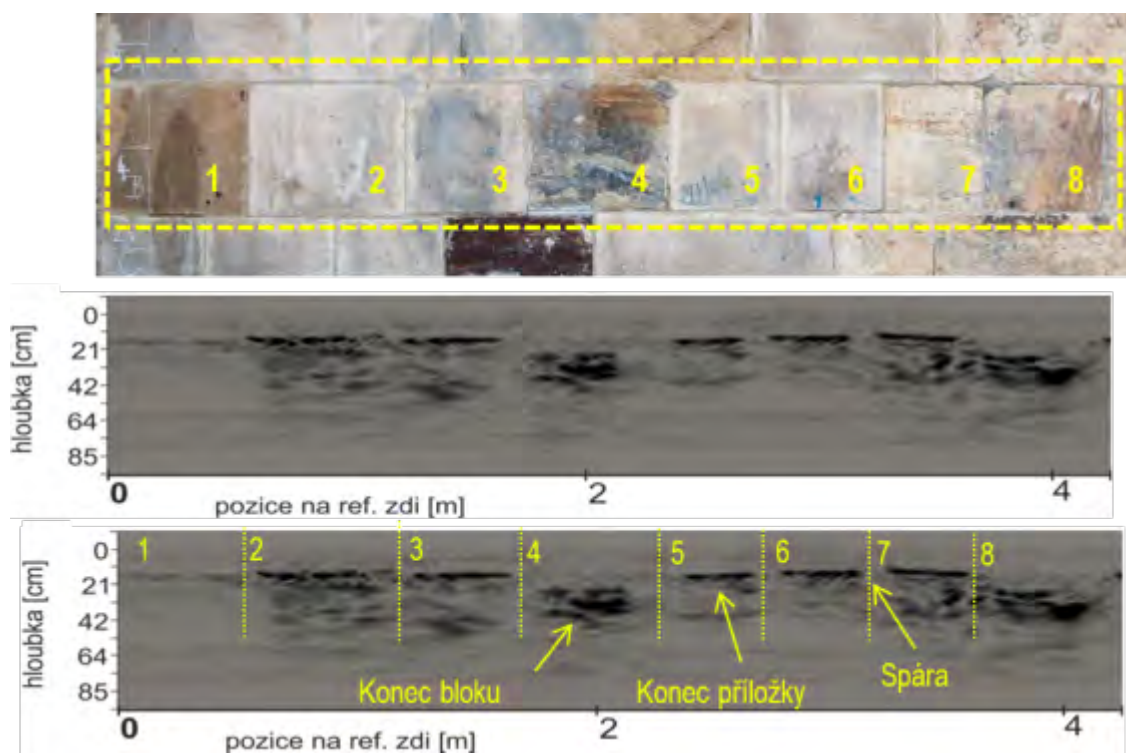 1 2 3 4 5 6 7 8
0
21
42
64
85
hloubka [cm]
0 2 4
pozice na ref. zdi [m]
1 2 3 4 5 6 7 8
0
21
42
64
85
hloubka [cm]
Konec bloku
Konec příložky
Spára
0 2 4
pozice na ref. zdi [m]